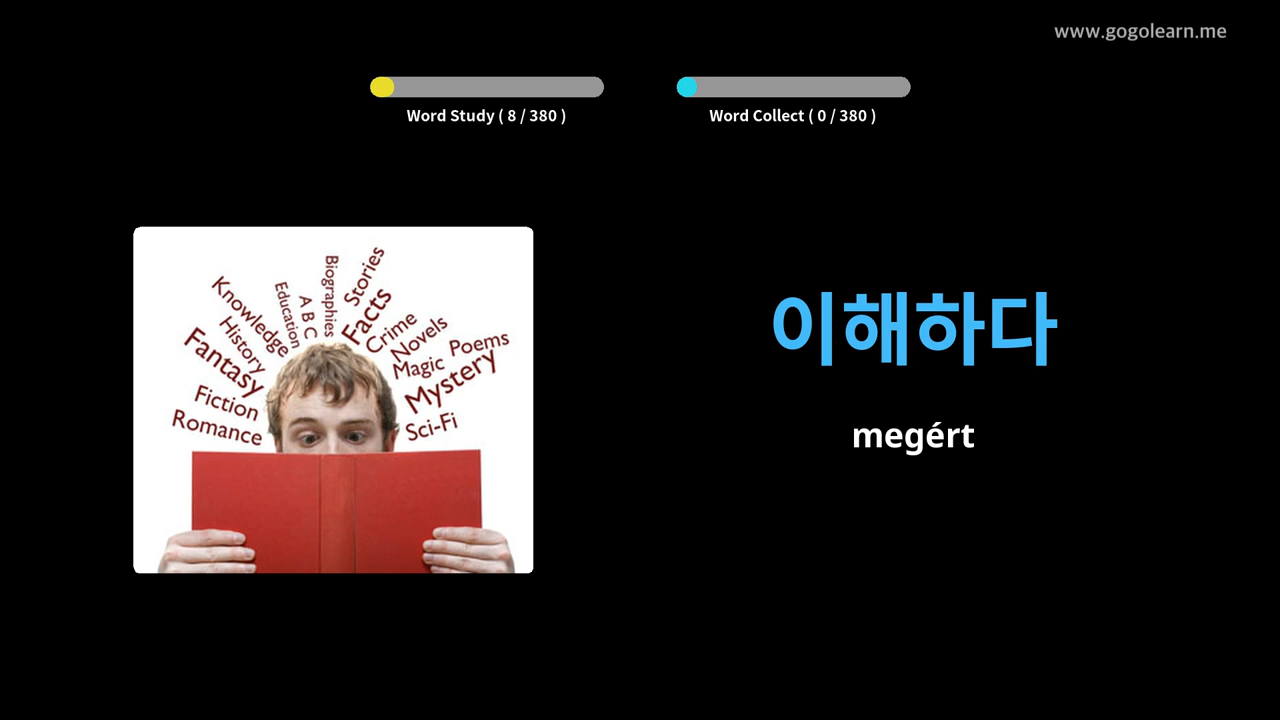 www.gogolearn.me
Word Study ( 8 / 380 )
Word Collect ( 0 / 380 )
Biographies
Stories
Education
A B C
Facts
Knowledge
Crime
History
Novels
Poems
Fantasy
Magic
Mystery
Fiction
Romance
Sci-Fi
이해하다
megért